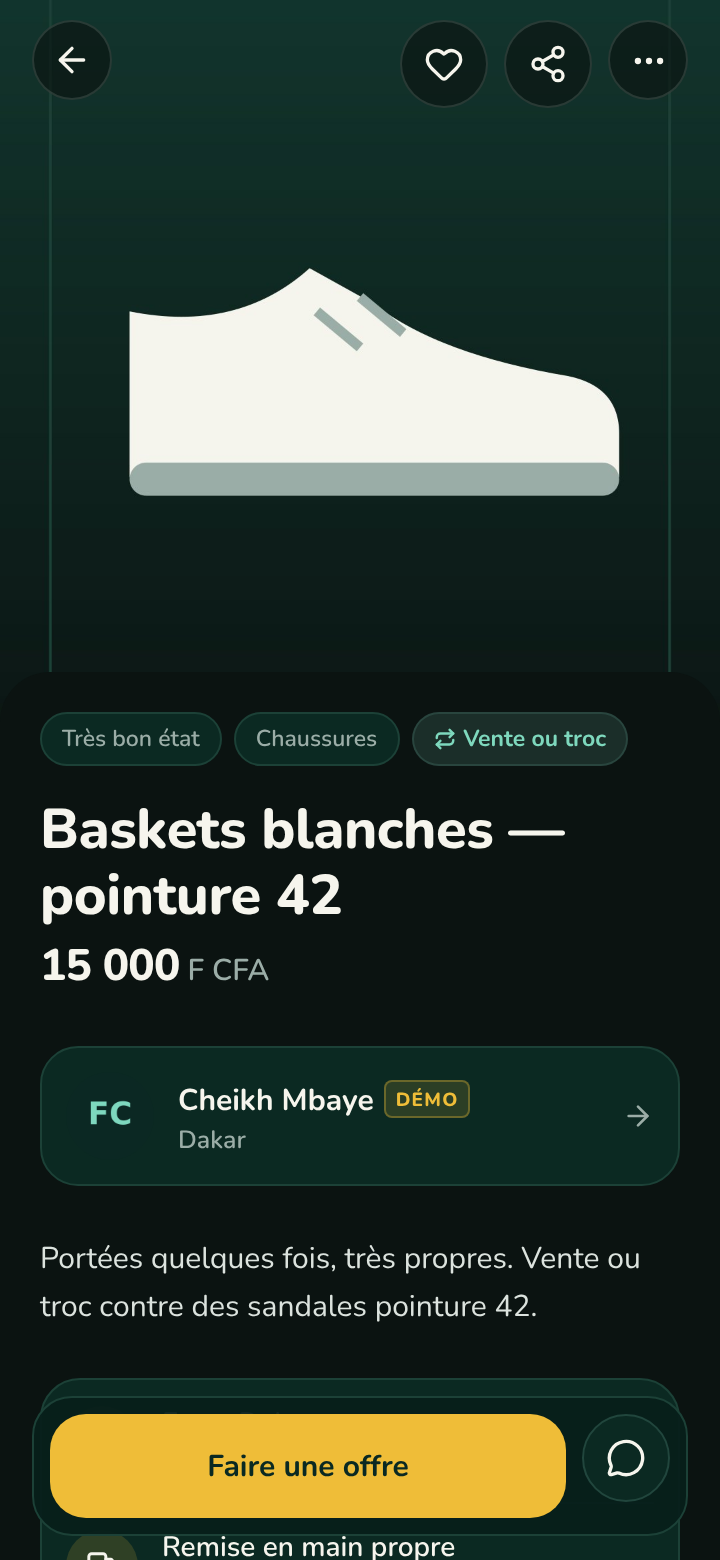 Très bon état
Chaussures
Vente ou troc
Baskets blanches —
pointure 42
15 000 F CFA
FC
Cheikh Mbaye DÉMO
Dakar
Portées quelques fois, très propres. Vente ou
troc contre des sandales pointure 42.
Faire une offre
Remise en main propre